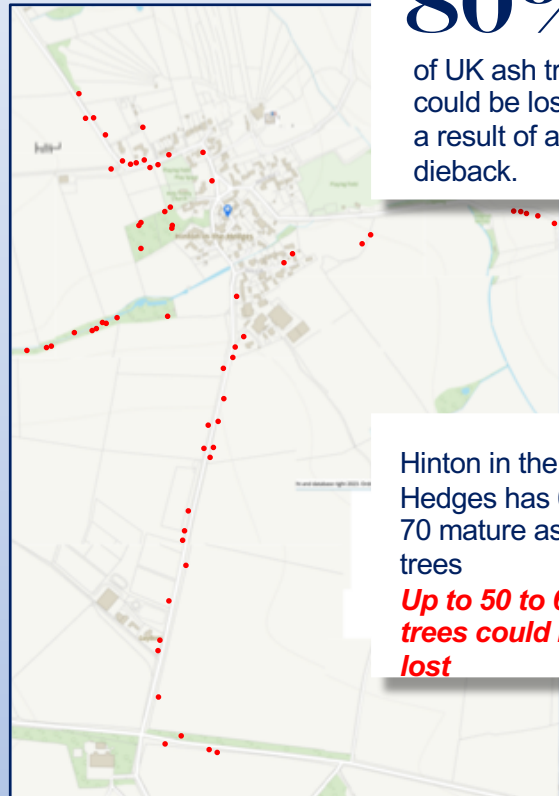 80%
of UK ash tr
could be los
a result of a
dieback.
Hinton in the
Hedges has
70 mature as
trees
Up to 50 to 6
trees could
lost